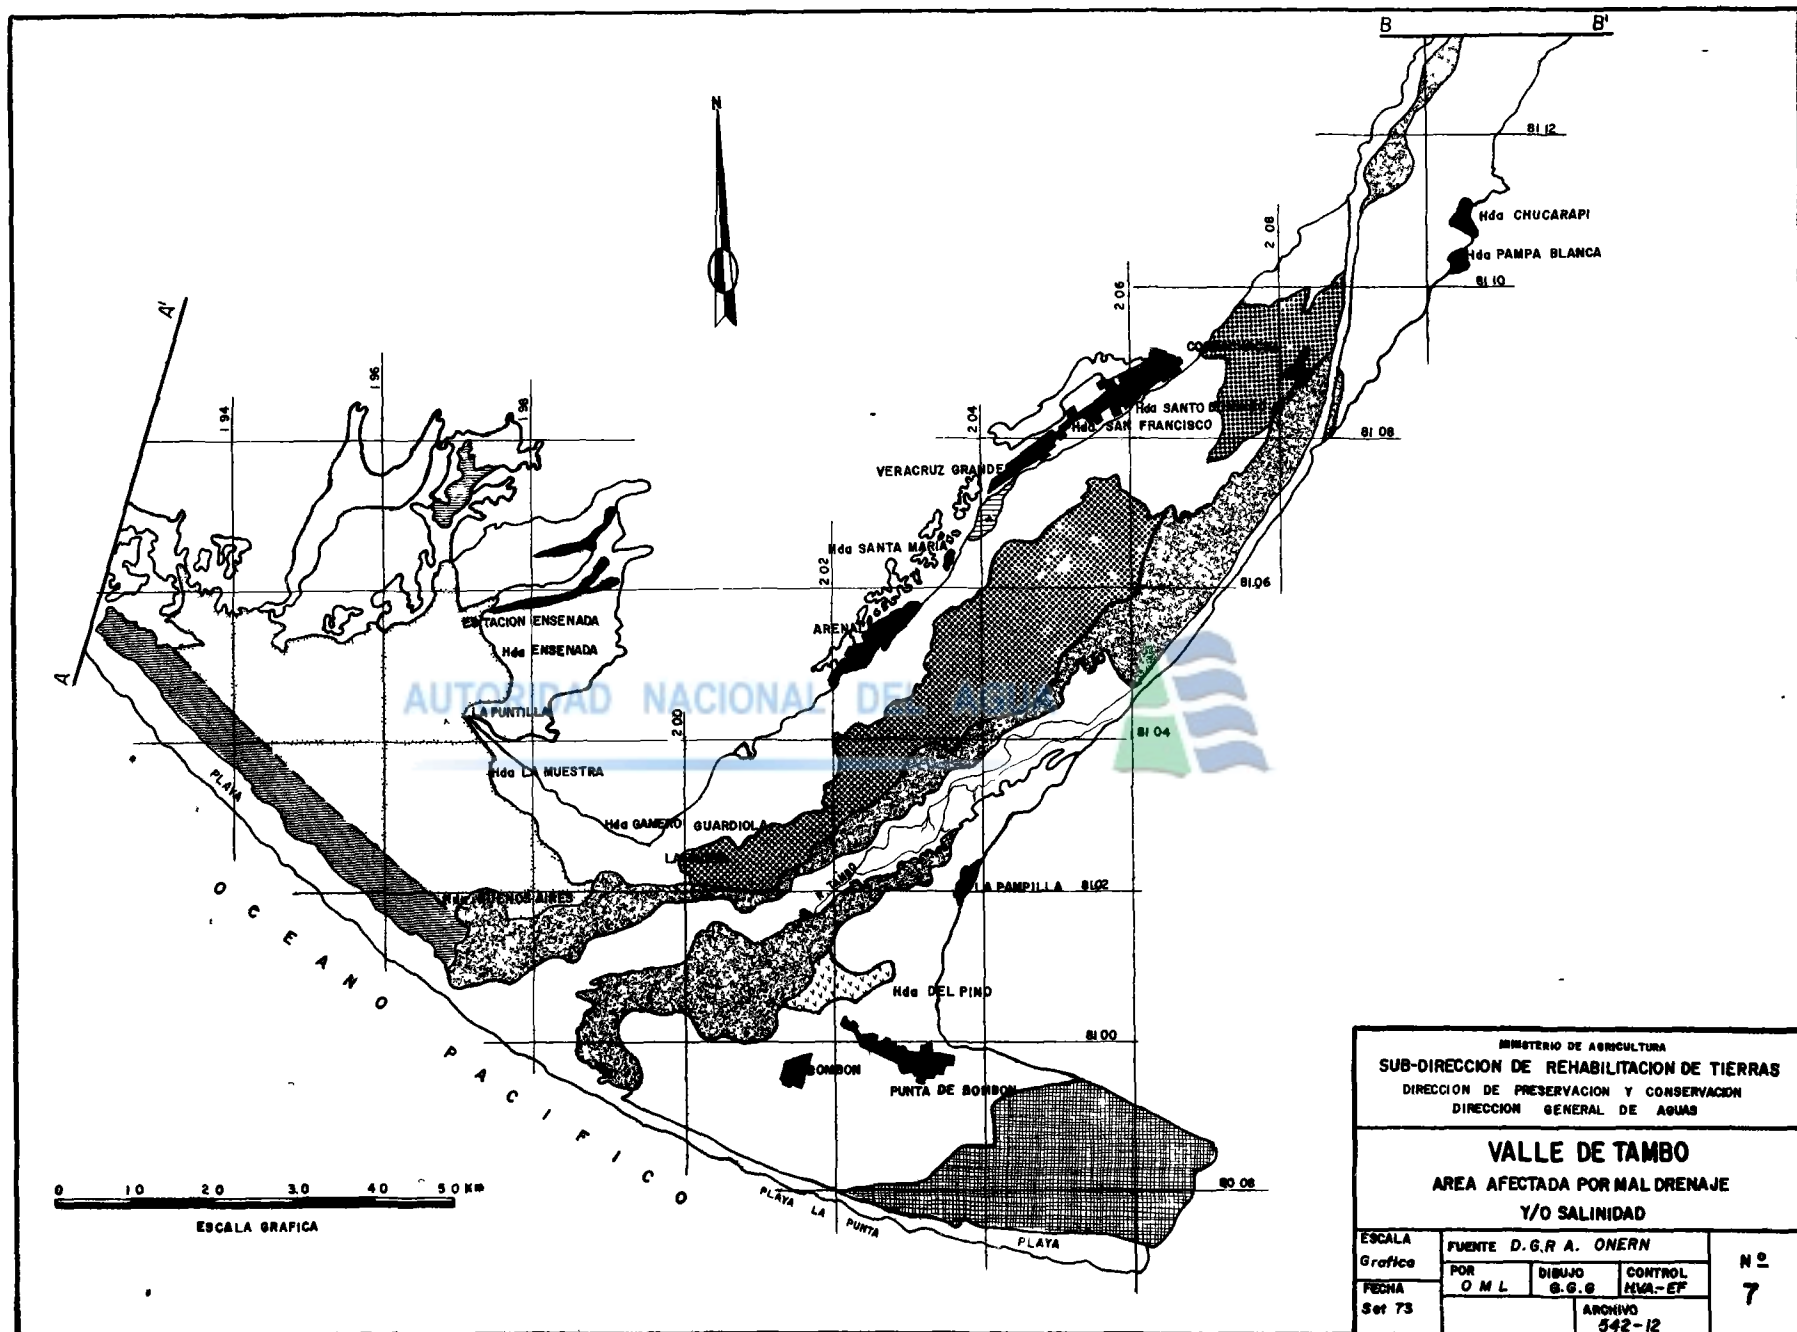 B B'
N
81 12
2 08
Hda CHUCARAPI
Hda PAMPA BLANCA
81 10
2 06
A'
1 96
1 98
1 94
2 04
Hda SANTO
Hda SAN FRANCISCO
81 08
VERACRUZ GRANDE
2 02
Hda SANTA MARIA
81.06
ESTACION ENSENADA
ARENAL
Hda ENSENADA
A
AUTORIDAD NACIONAL DEL AGUA
LA PUNTILLA
2 00
81 04
Hda LA MUESTRA
PLAYA
Hda GAMERO GUARDIOLA
R. TAMBO
LA PAMPILLA 81 02
Hda BUENOS AIRES
OCEANO PACIFICO
Hda DEL PINO
81 00
BOMBON
PUNTA DE BOMBON
80 08
PLAYA LA PUNTA
PLAYA
0 10 20 30 40 50 Km
ESCALA GRAFICA
MINISTERIO DE AGRICULTURA
SUB-DIRECCION DE REHABILITACION DE TIERRAS
DIRECCION DE PRESERVACION Y CONSERVACION
DIRECCION GENERAL DE AGUAS
VALLE DE TAMBO
AREA AFECTADA POR MAL DRENAJE
Y/O SALINIDAD
ESCALA
Grafica
FUENTE D.G.R A. ONERN
POR
O M L
DIBUJO
G.G.G
CONTROL
HVA-EF
Nº
7
FECHA
Set 73
ARCHIVO
542-12